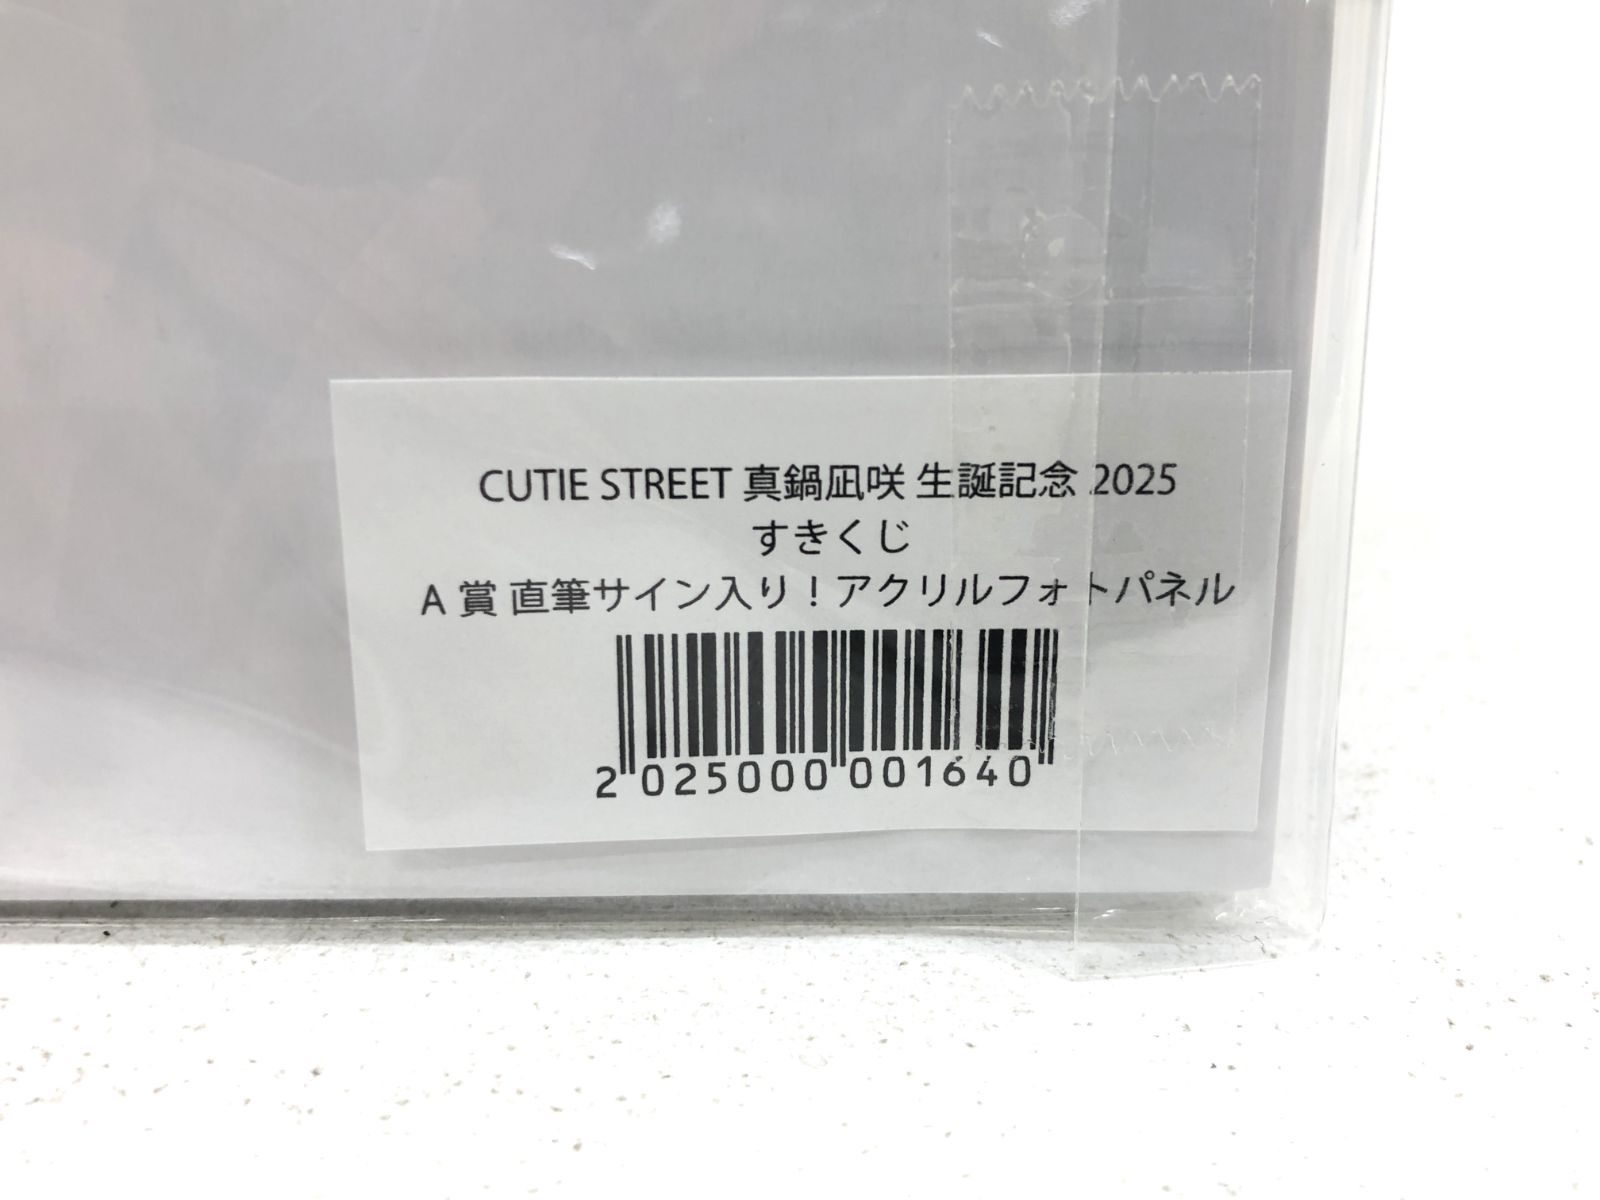 CUTIE STREET 真鍋凪咲 生誕記念 2025
すきくじ
A 賞 直筆サイン入り！アクリルフォトパネル
2 025000 001640